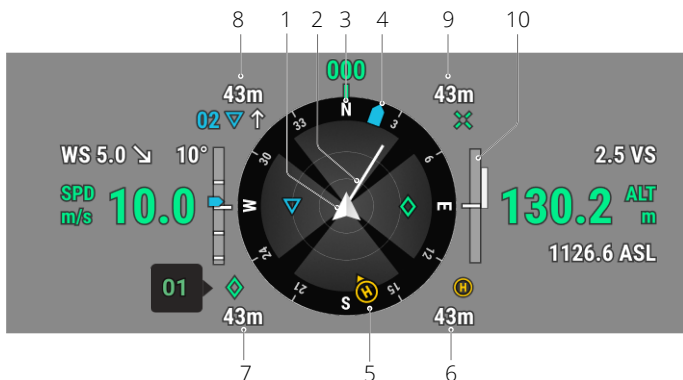 8 1 2 3 4 9 10
000
43m 43m
02 N
33 3
WS 5.0 10° 30 6 2.5 VS
SPD m/s 10.0 W E 130.2 ALT m
24 12 1126.6 ASL
01 21 S H 15 H
43m 43m
7 5 6